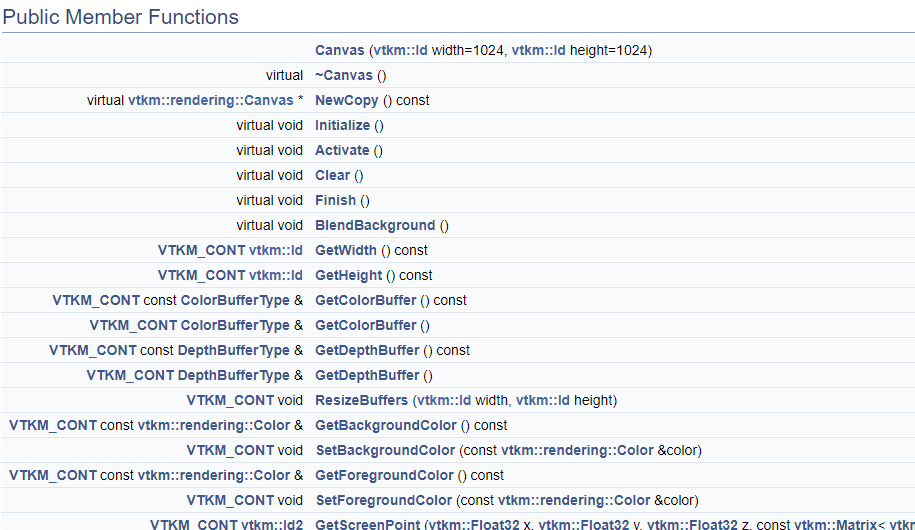 Public Member Functions
Canvas (vtkm::Id width=1024, vtkm::Id height=1024)
virtual ~Canvas ()
virtual vtkm::rendering::Canvas * NewCopy () const
virtual void Initialize ()
virtual void Activate ()
virtual void Clear ()
virtual void Finish ()
virtual void BlendBackground ()
VTKM_CONT vtkm::Id GetWidth () const
VTKM_CONT vtkm::Id GetHeight () const
VTKM_CONT const ColorBufferType & GetColorBuffer () const
VTKM_CONT ColorBufferType & GetColorBuffer ()
VTKM_CONT const DepthBufferType & GetDepthBuffer () const
VTKM_CONT DepthBufferType & GetDepthBuffer ()
VTKM_CONT void ResizeBuffers (vtkm::Id width, vtkm::Id height)
VTKM_CONT const vtkm::rendering::Color & GetBackgroundColor () const
VTKM_CONT void SetBackgroundColor (const vtkm::rendering::Color &color)
VTKM_CONT const vtkm::rendering::Color & GetForegroundColor () const
VTKM_CONT void SetForegroundColor (const vtkm::rendering::Color &color)
VTKM_CONT vtkm::Id2 GetScreenPoint (vtkm::Float32 x, vtkm::Float32 y, vtkm::Float32 z, const vtkm::Matrix<